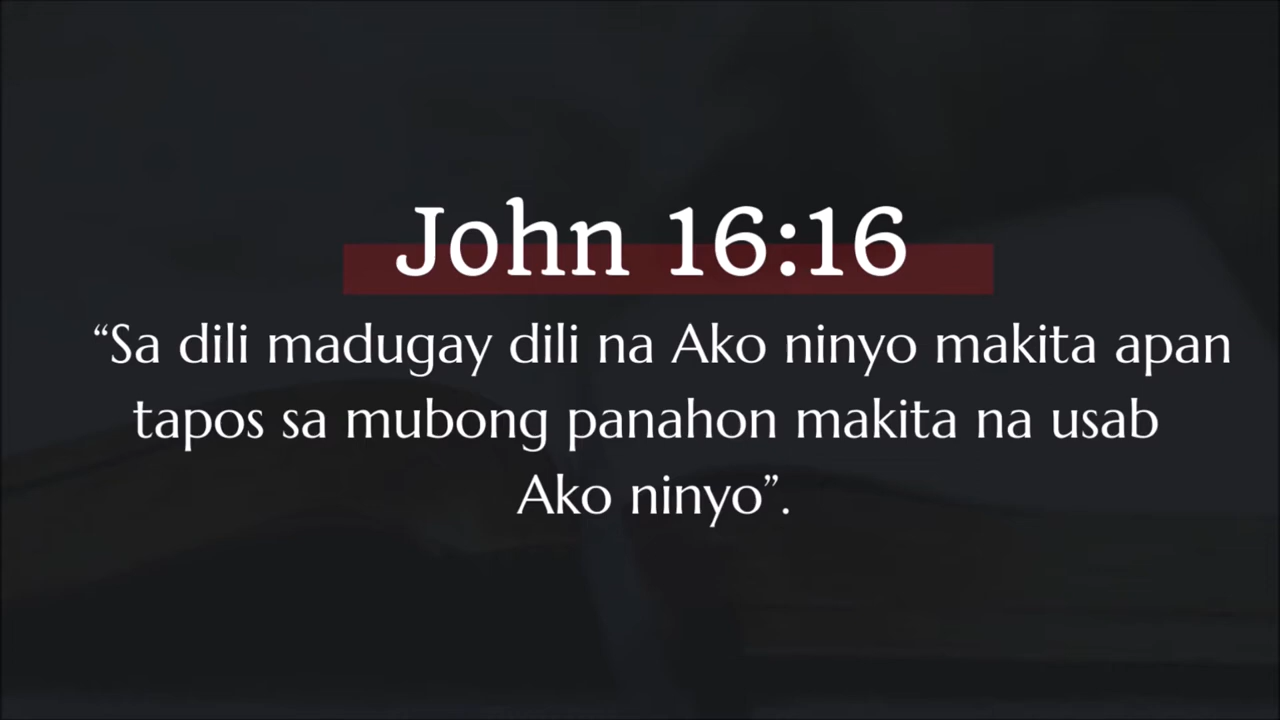 John 16:16
“Sa dili madugay dili na Ako ninyo makita apan
tapos sa mubong panahon makita na usab
Ako ninyo”.